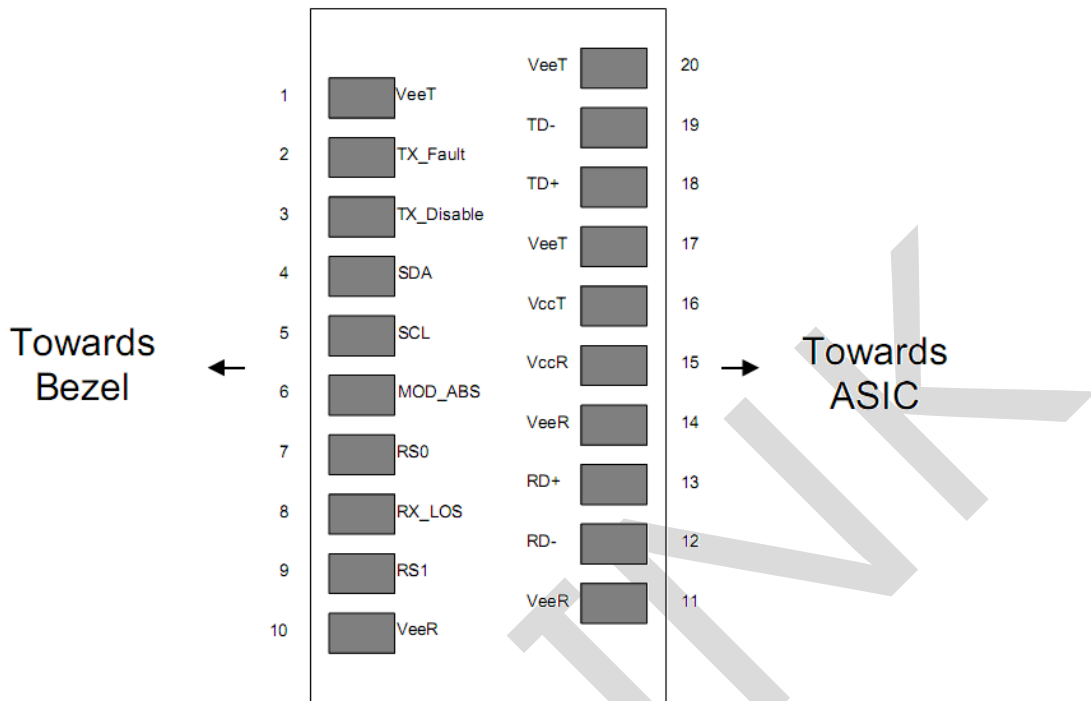 VeeT 20
1 VeeT
TD- 19
2 TX_Fault
TD+ 18
3 TX_Disable
VeeT 17
4 SDA
VccT 16
5 SCL
Towards
Bezel
VccR 15
Towards
ASIC
6 MOD_ABS
VeeR 14
7 RS0
RD+ 13
8 RX_LOS
RD- 12
9 RS1
VeeR 11
10 VeeR